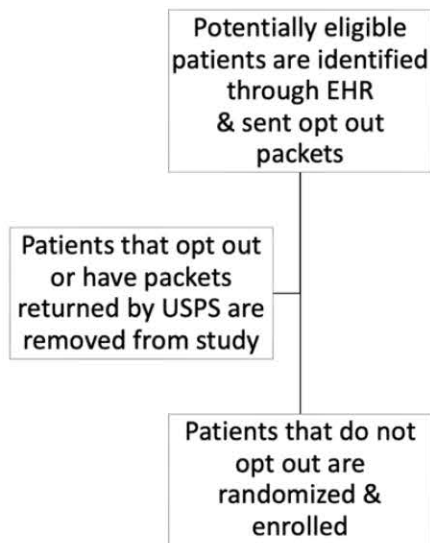 Potentially eligible
patients are identified
through EHR
& sent opt out
packets
Patients that opt out
or have packets
returned by USPS are
removed from study
Patients that do not
opt out are
randomized &
enrolled